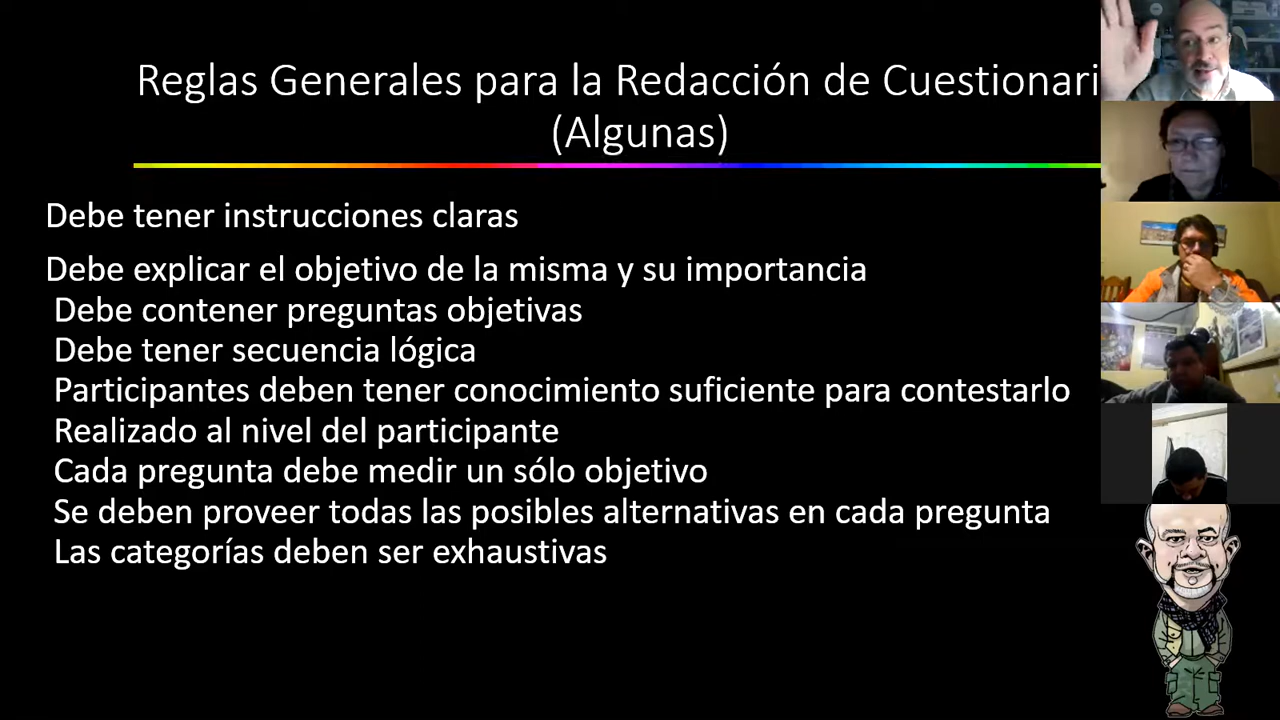 Reglas Generales para la Redacción de Cuestionari
(Algunas)
Debe tener instrucciones claras
Debe explicar el objetivo de la misma y su importancia
Debe contener preguntas objetivas
Debe tener secuencia lógica
Participantes deben tener conocimiento suficiente para contestarlo
Realizado al nivel del participante
Cada pregunta debe medir un sólo objetivo
Se deben proveer todas las posibles alternativas en cada pregunta
Las categorías deben ser exhaustivas